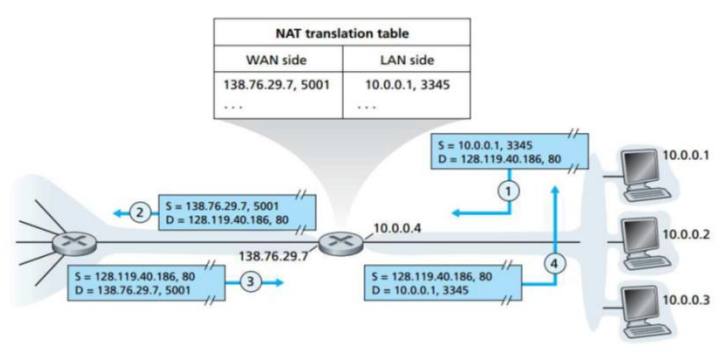 NAT translation table
WAN side LAN side
138.76.29.7, 5001 10.0.0.1, 3345
... ...
S = 10.0.0.1, 3345
D = 128.119.40.186, 80
1
10.0.0.1
S = 138.76.29.7, 5001
D = 128.119.40.186, 80
2
10.0.0.4
10.0.0.2
138.76.29.7
4
S = 128.119.40.186, 80
D = 138.76.29.7, 5001
3
S = 128.119.40.186, 80
D = 10.0.0.1, 3345
10.0.0.3